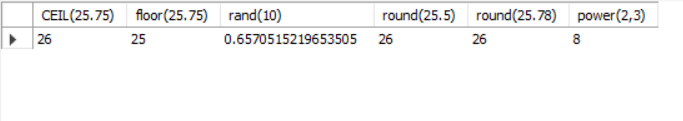 CEIL(25.75) floor(25.75) rand(10) round(25.5) round(25.78) power(2,3)
26 25 0.6570515219653505 26 26 8